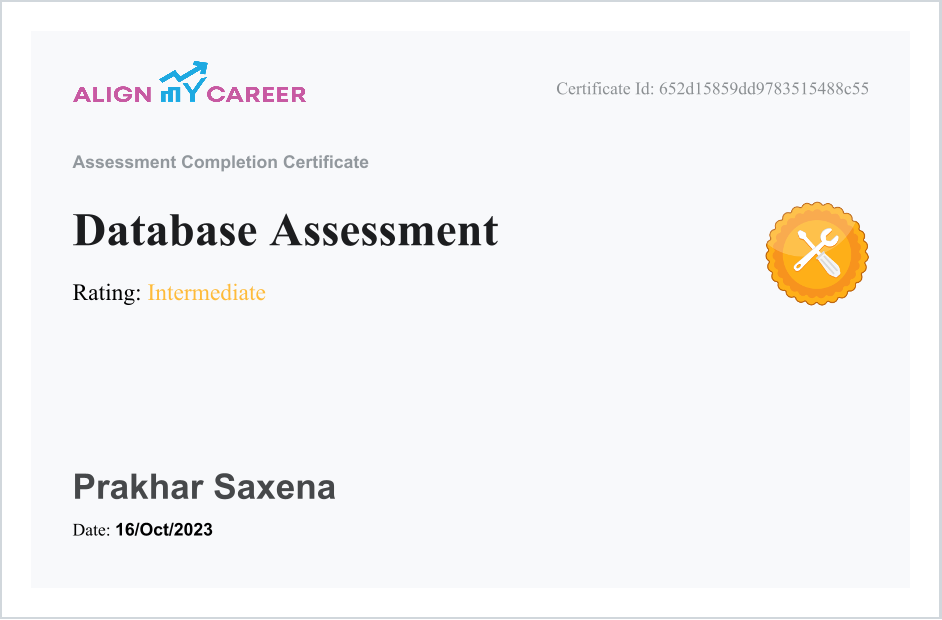 ALIGN MY CAREER
Certificate Id: 652d15859dd9783515488c55
Assessment Completion Certificate
Database Assessment
Rating: Intermediate
Prakhar Saxena
Date: 16/Oct/2023